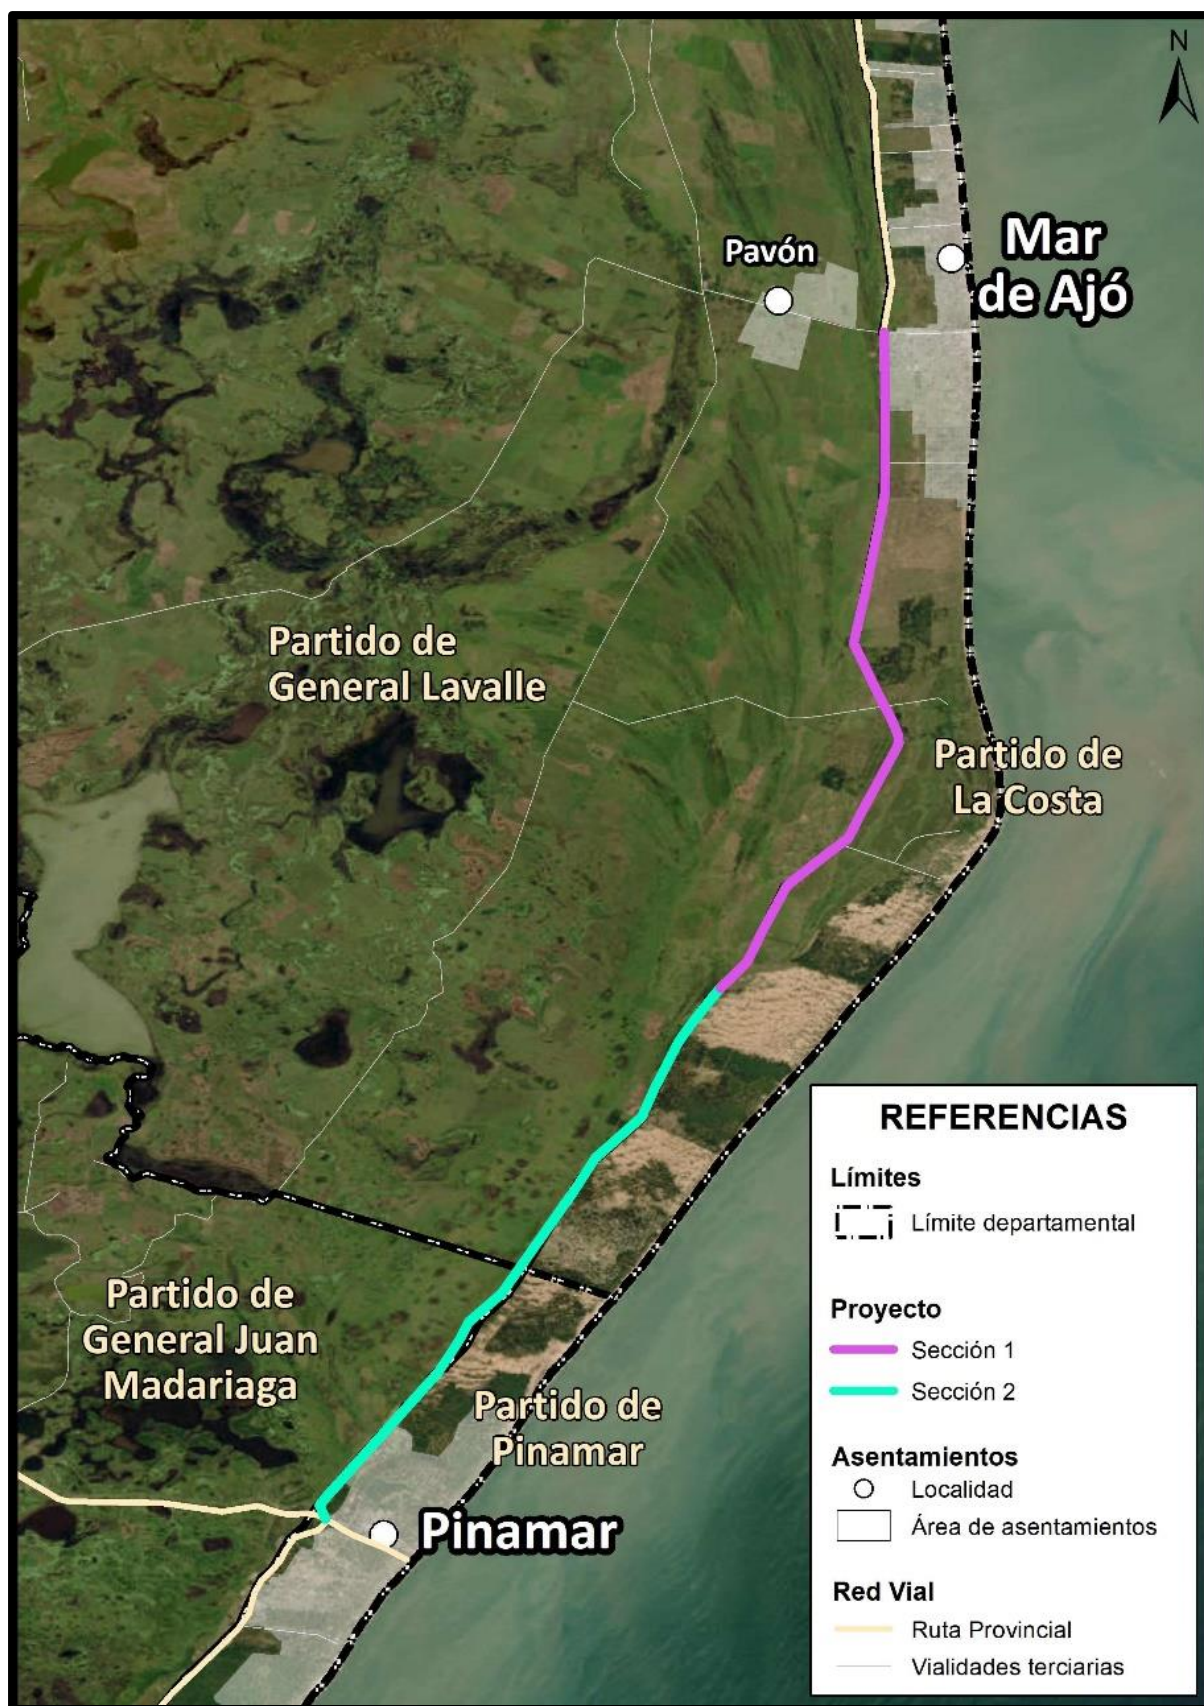 N
Mar
de Ajó
Pavón
Partido de
General Lavalle
Partido de
La Costa
Partido de
General Juan
Madariaga
Partido de
Pinamar
Pinamar
REFERENCIAS
Límites
Límite departamental
Proyecto
Sección 1
Sección 2
Asentamientos
Localidad
Área de asentamientos
Red Vial
Ruta Provincial
Vialidades terciarias